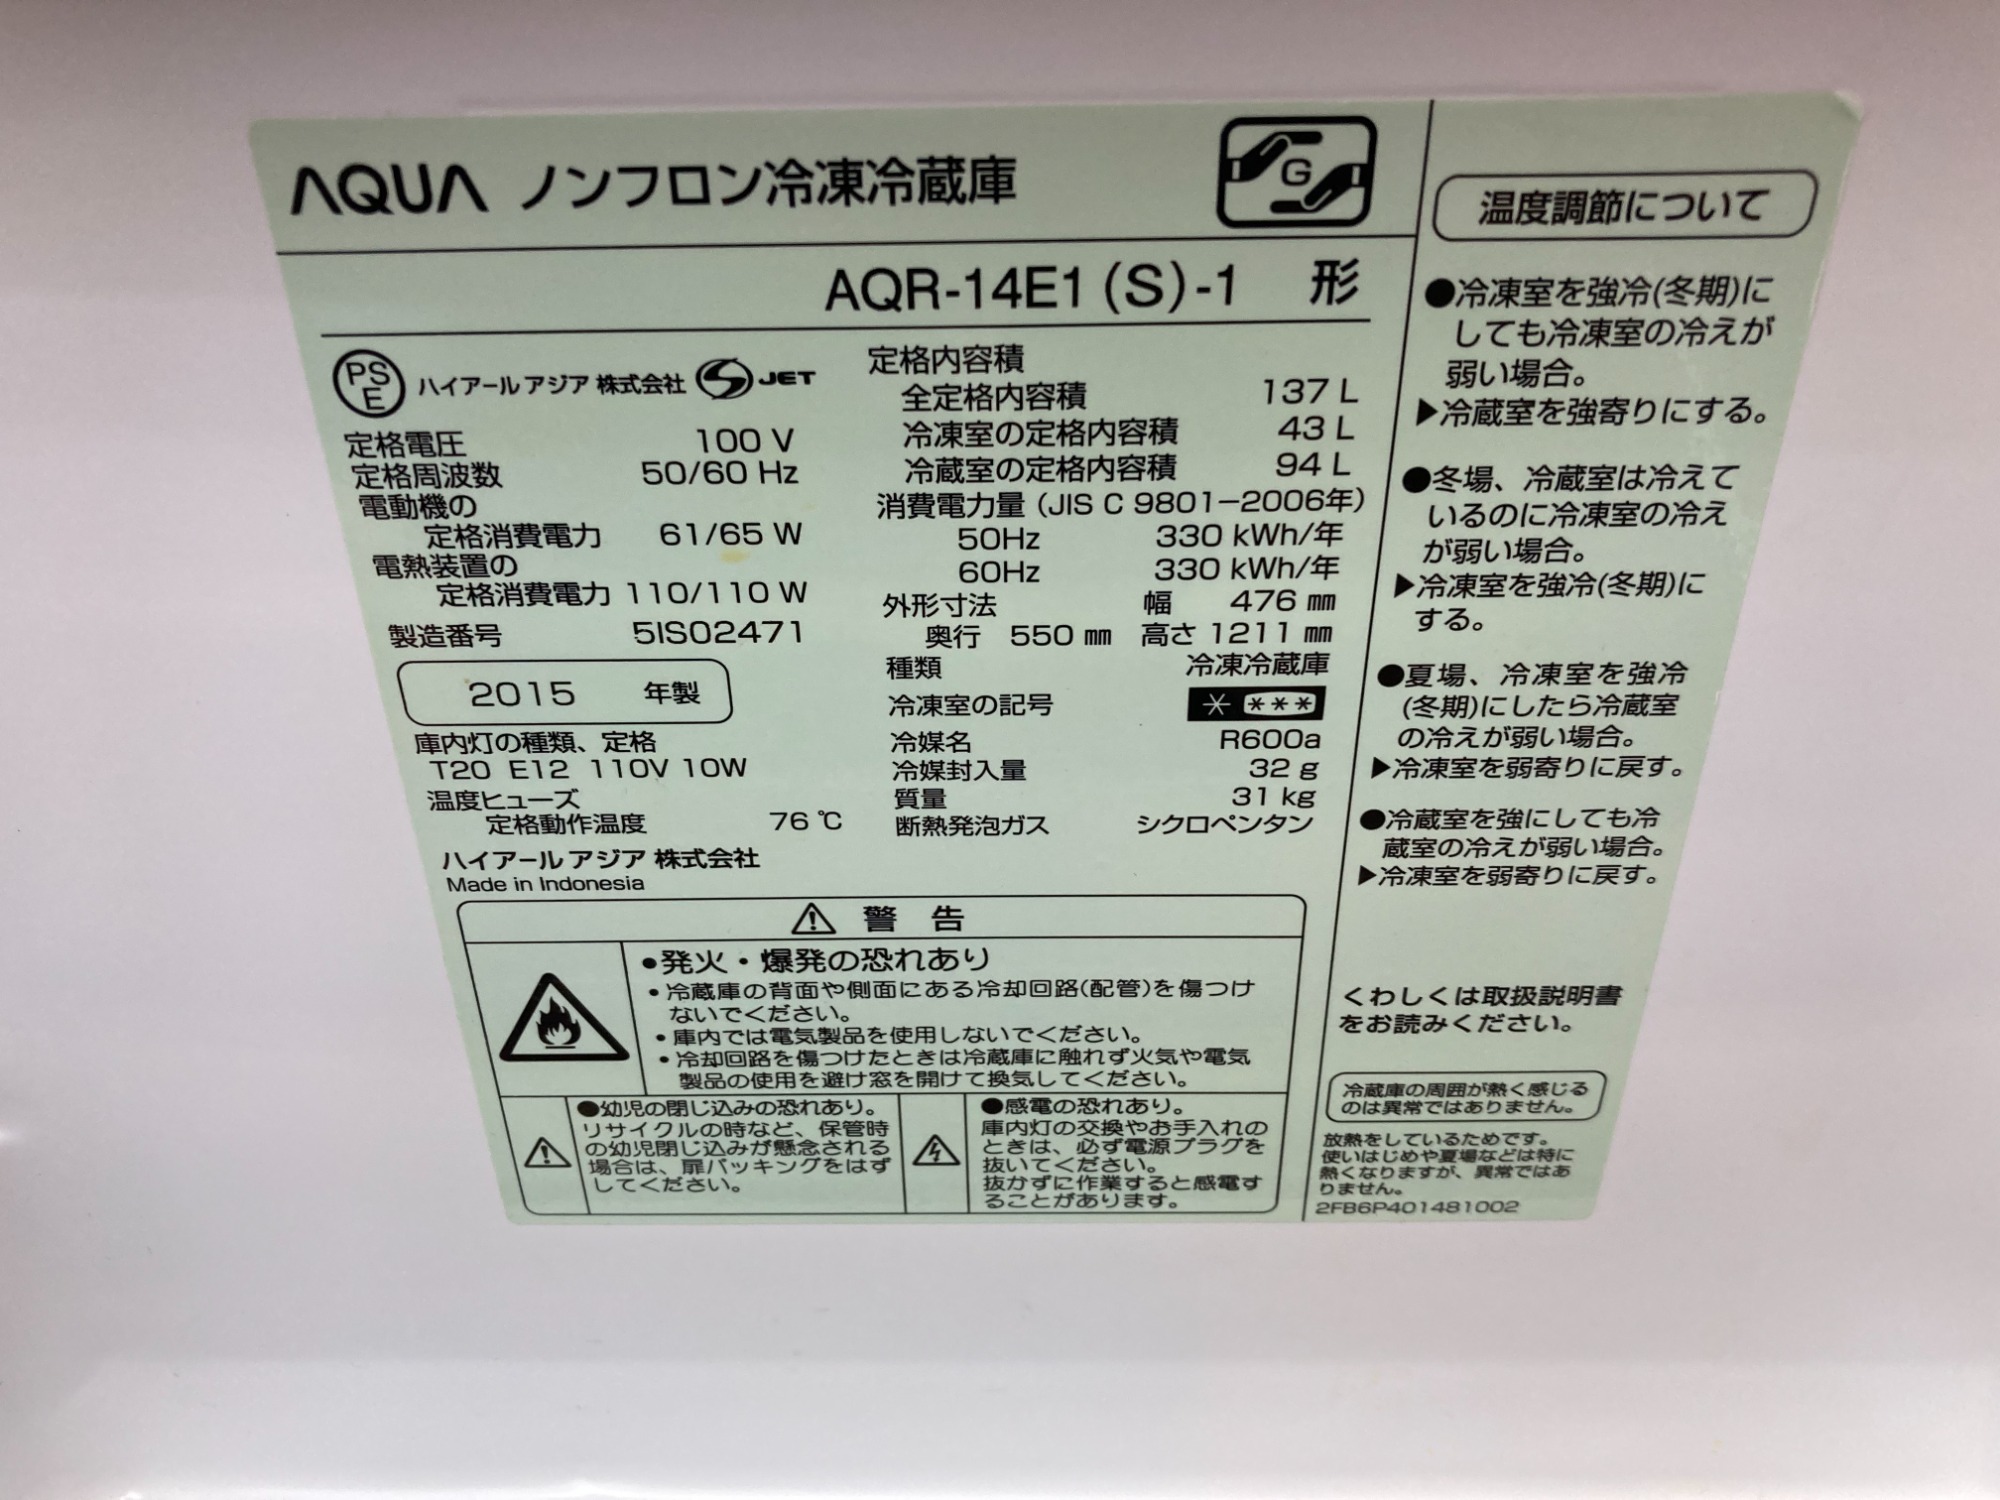 AQUA ノンフロン冷凍冷蔵庫
G
AQR-14E1(S)-1 形
PSE ハイアール アジア 株式会社 S JET
定格電圧 100 V
定格周波数 50/60 Hz
電動機の
定格消費電力 61/65 W
電熱装置の
定格消費電力 110/110 W
製造番号 5IS02471
2015 年製
庫内灯の種類、定格
T20 E12 110V 10W
温度ヒューズ
定格動作温度 76 ℃
ハイアール アジア 株式会社
Made in Indonesia
定格内容積
全定格内容積 137 L
冷凍室の定格内容積 43 L
冷蔵室の定格内容積 94 L
消費電力量(JIS C 9801-2006年)
50Hz 330 kWh/年
60Hz 330 kWh/年
外形寸法 幅 476 mm
奥行 550 mm 高さ 1211 mm
種類 冷凍冷蔵庫
冷凍室の記号 * ***
冷媒名 R600a
冷媒封入量 32 g
質量 31 kg
断熱発泡ガス シクロペンタン
⚠ 警 告
●発火・爆発の恐れあり
・冷蔵庫の背面や側面にある冷却回路(配管)を傷つけ
ないでください。
・庫内では電気製品を使用しないでください。
・冷却回路を傷つけたときは冷蔵庫に触れず火気や電気
製品の使用を避け窓を開けて換気してください。
●幼児の閉じ込みの恐れあり。
リサイクルの時など、保管時
の幼児閉じ込みが懸念される
場合は、扉パッキングをはず
してください。
●感電の恐れあり。
庫内灯の交換やお手入れの
ときは、必ず電源プラグを
抜いてください。
抜かずに作業すると感電す
ることがあります。
温度調節について
●冷凍室を強冷(冬期)に
しても冷凍室の冷えが
弱い場合。
▶冷蔵室を強寄りにする。
●冬場、冷蔵室は冷えて
いるのに冷凍室の冷え
が弱い場合。
▶冷凍室を強冷(冬期)に
する。
●夏場、冷凍室を強冷
(冬期)にしたら冷蔵室
の冷えが弱い場合。
▶冷凍室を弱寄りに戻す。
●冷蔵室を強にしても冷
蔵室の冷えが弱い場合。
▶冷凍室を弱寄りに戻す。
くわしくは取扱説明書
をお読みください。
冷蔵庫の周囲が熱く感じる
のは異常ではありません。
放熱をしているためです。
使いはじめや夏場などは特に
熱くなりますが、異常ではあ
りません。
2FB6P401481002